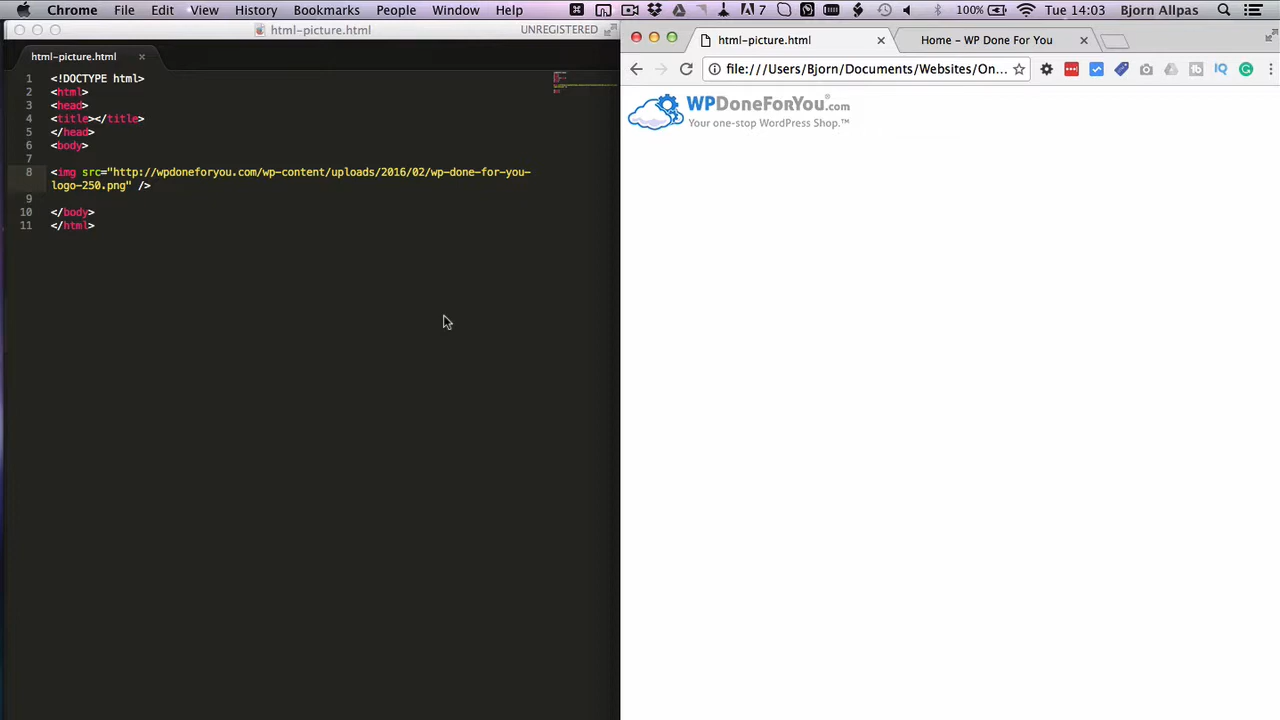 Chrome File Edit View History Bookmarks People Window Help 7 100% Tue 14:03 Bjorn Allpas
html-picture.html UNREGISTERED
html-picture.html
1 <!DOCTYPE html>
2 <html>
3 <head>
4 <title></title>
5 </head>
6 <body>
7
8 <img src="http://wpdoneforyou.com/wp-content/uploads/2016/02/wp-done-for-you-
logo-250.png" />
9
10 </body>
11 </html>
html-picture.html Home – WP Done For You
file:///Users/Bjorn/Documents/Websites/On... IQ
WPDoneForYou®.com
Your one-stop WordPress Shop.™